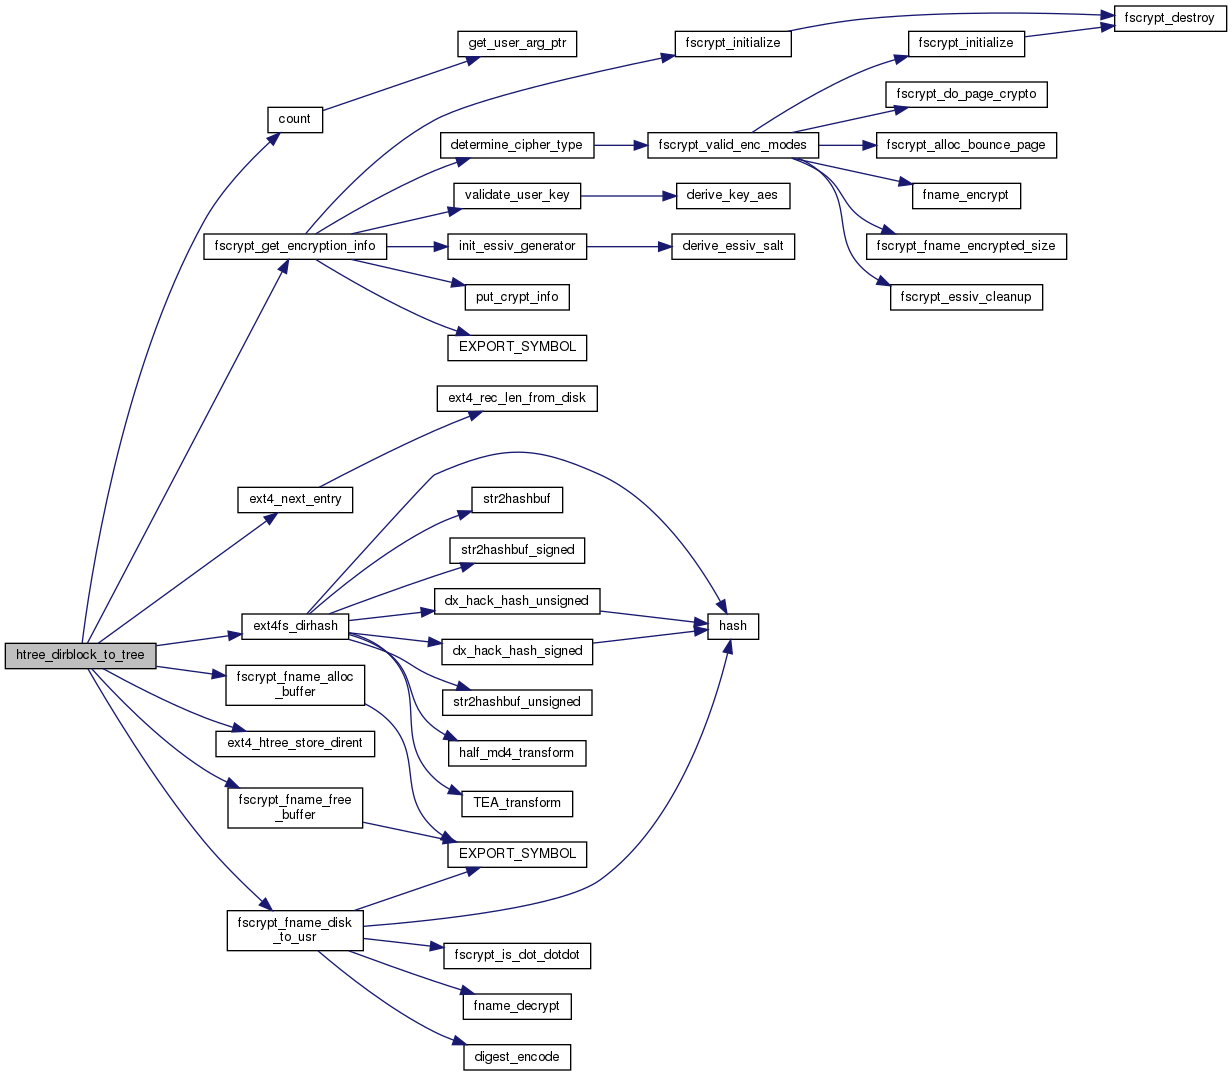 fscrypt_destroy
get_user_arg_ptr
fscrypt_initialize
fscrypt_initialize
fscrypt_do_page_crypto
count
determine_cipher_type
fscrypt_valid_enc_modes
fscrypt_alloc_bounce_page
validate_user_key
derive_key_aes
fname_encrypt
fscrypt_get_encryption_info
init_essiv_generator
derive_essiv_salt
fscrypt_fname_encrypted_size
put_crypt_info
fscrypt_essiv_cleanup
EXPORT_SYMBOL
ext4_rec_len_from_disk
ext4_next_entry
str2hashbuf
str2hashbuf_signed
dx_hack_hash_unsigned
ext4fs_dirhash
hash
htree_dirblock_to_tree
dx_hack_hash_signed
fscrypt_fname_alloc
_buffer
str2hashbuf_unsigned
ext4_htree_store_dirent
half_md4_transform
fscrypt_fname_free
_buffer
TEA_transform
EXPORT_SYMBOL
fscrypt_fname_disk
_to_usr
fscrypt_is_dot_dotdot
fname_decrypt
digest_encode